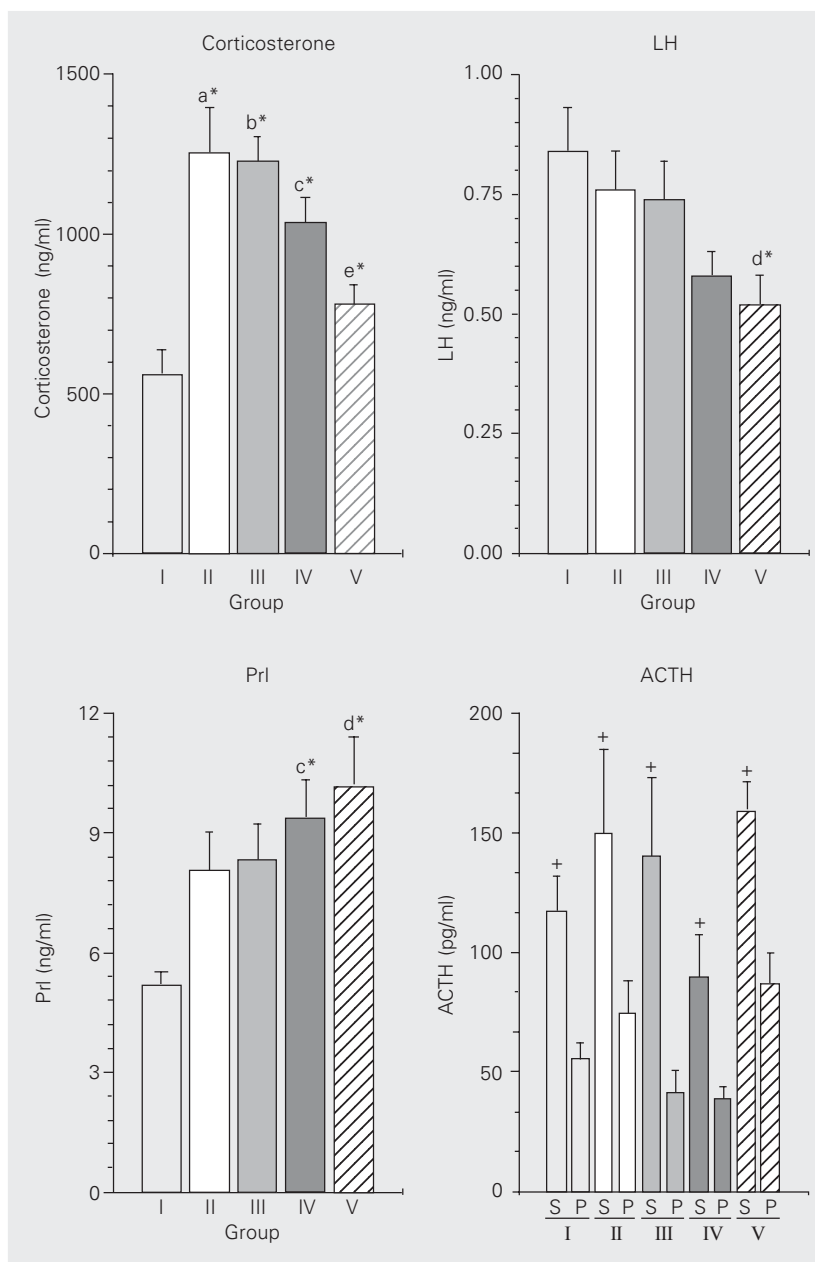 Corticosterone
1500
1000
500
0
Corticosterone (ng/ml)
a*
b*
c*
e*
I II III IV V
Group
LH
1.00
0.75
0.50
0.25
0.00
LH (ng/ml)
d*
I II III IV V
Group
Prl
12
9
6
3
0
Prl (ng/ml)
c*
d*
I II III IV V
Group
ACTH
200
150
100
50
0
ACTH (pg/ml)
+
+
+
+
+
S P S P S P S P S P
I II III IV V